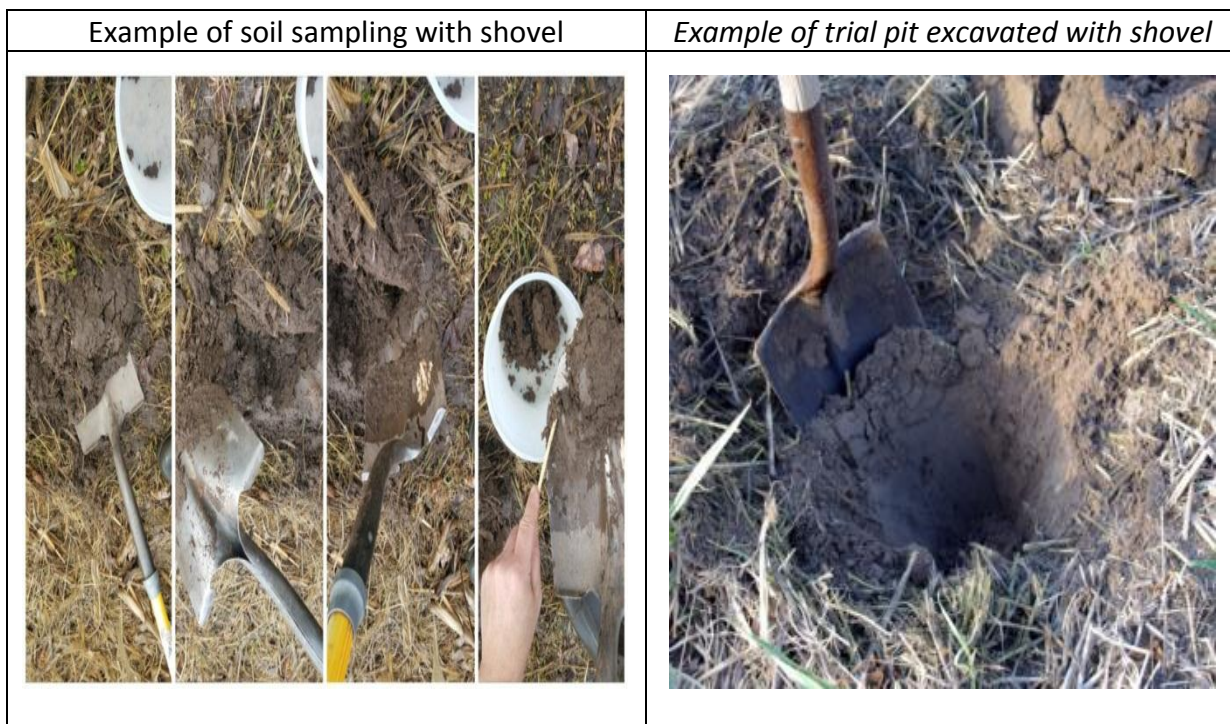 Example of soil sampling with shovel
Example of trial pit excavated with shovel